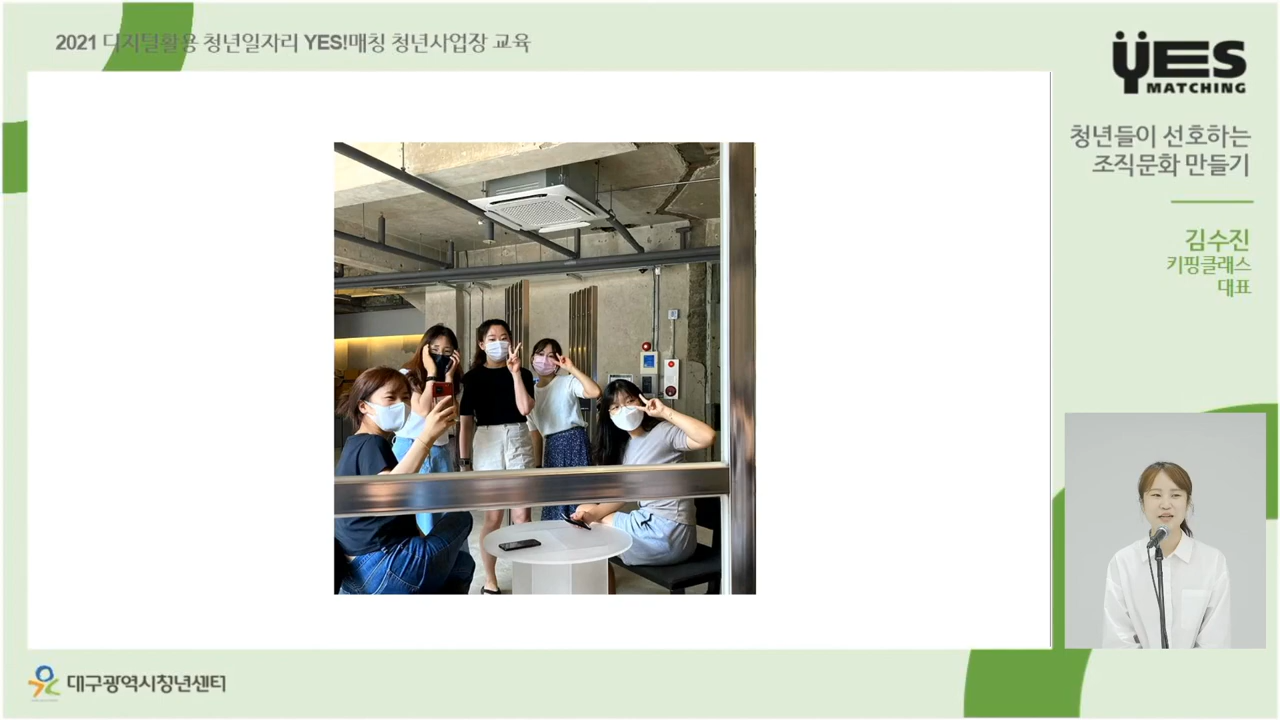 2021 디지털활용 청년일자리 YES!매칭 청년사업장 교육
YES
MATCHING
청년들이 선호하는
조직문화 만들기
김수진
키핑클래스
대표
대구광역시청년센터